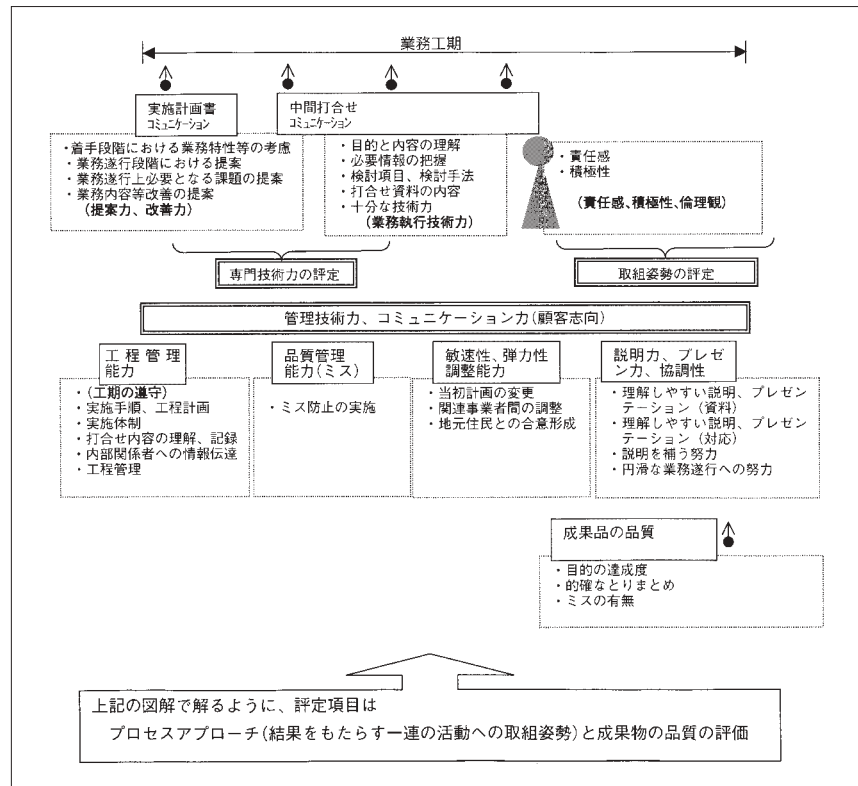 業務工期
実施計画書
コミュニケーション
・着手段階における業務特性等の考慮
・業務遂行段階における提案
・業務遂行上必要となる課題の提案
・業務内容等改善の提案
(提案力、改善力)
中間打合せ
コミュニケーション
・目的と内容の理解
・必要情報の把握
・検討項目、検討手法
・打合せ資料の内容
・十分な技術力
(業務執行技術力)
・責任感
・積極性
(責任感、積極性、倫理観)
専門技術力の評定
取組姿勢の評定
管理技術力、コミュニケーション力(顧客志向)
工程管理
能力
・(工期の遵守)
・実施手順、工程計画
・実施体制
・打合せ内容の理解、記録
・内部関係者への情報伝達
・工程管理
品質管理
能力(ミス)
・ミス防止の実施
敏速性、弾力性
調整能力
・当初計画の変更
・関連事業者間の調整
・地元住民との合意形成
説明力、プレゼ
ン力、協調性
・理解しやすい説明、プレゼン
テーション(資料)
・理解しやすい説明、プレゼン
テーション(対応)
・説明を補う努力
・円滑な業務遂行への努力
成果品の品質
・目的の達成度
・的確なとりまとめ
・ミスの有無
上記の図解で解るように、評定項目は
プロセスアプローチ(結果をもたらす一連の活動への取組姿勢)と成果物の品質の評価